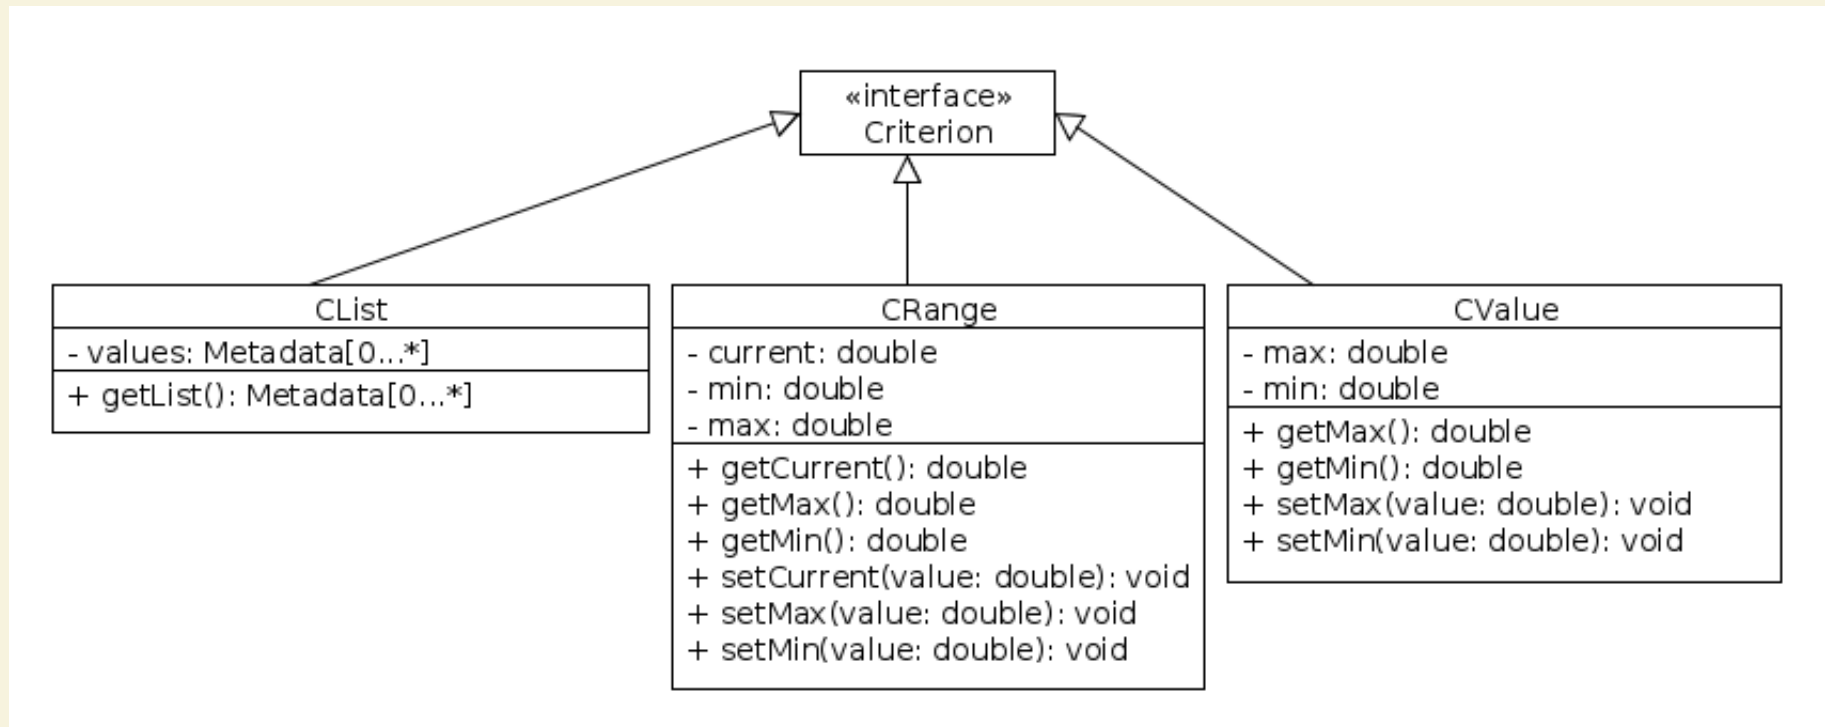 «interface»
Criterion
CList
- values: Metadata[0...*]
+ getList(): Metadata[0...*]
CRange
- current: double
- min: double
- max: double
+ getCurrent(): double
+ getMax(): double
+ getMin(): double
+ setCurrent(value: double): void
+ setMax(value: double): void
+ setMin(value: double): void
CValue
- max: double
- min: double
+ getMax(): double
+ getMin(): double
+ setMax(value: double): void
+ setMin(value: double): void